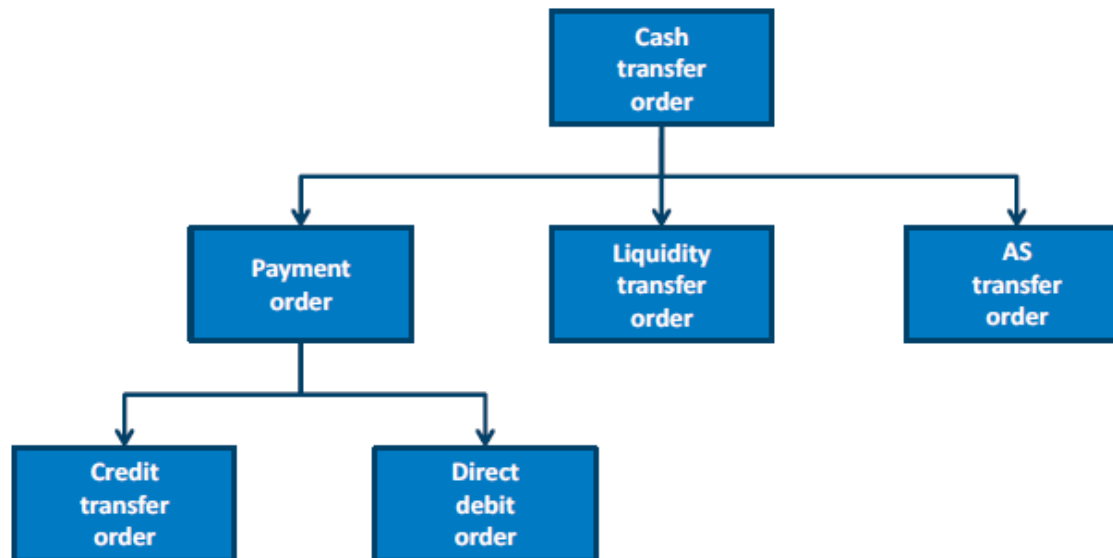 Cash
transfer
order
Payment
order
Liquidity
transfer
order
AS
transfer
order
Credit
transfer
order
Direct
debit
order